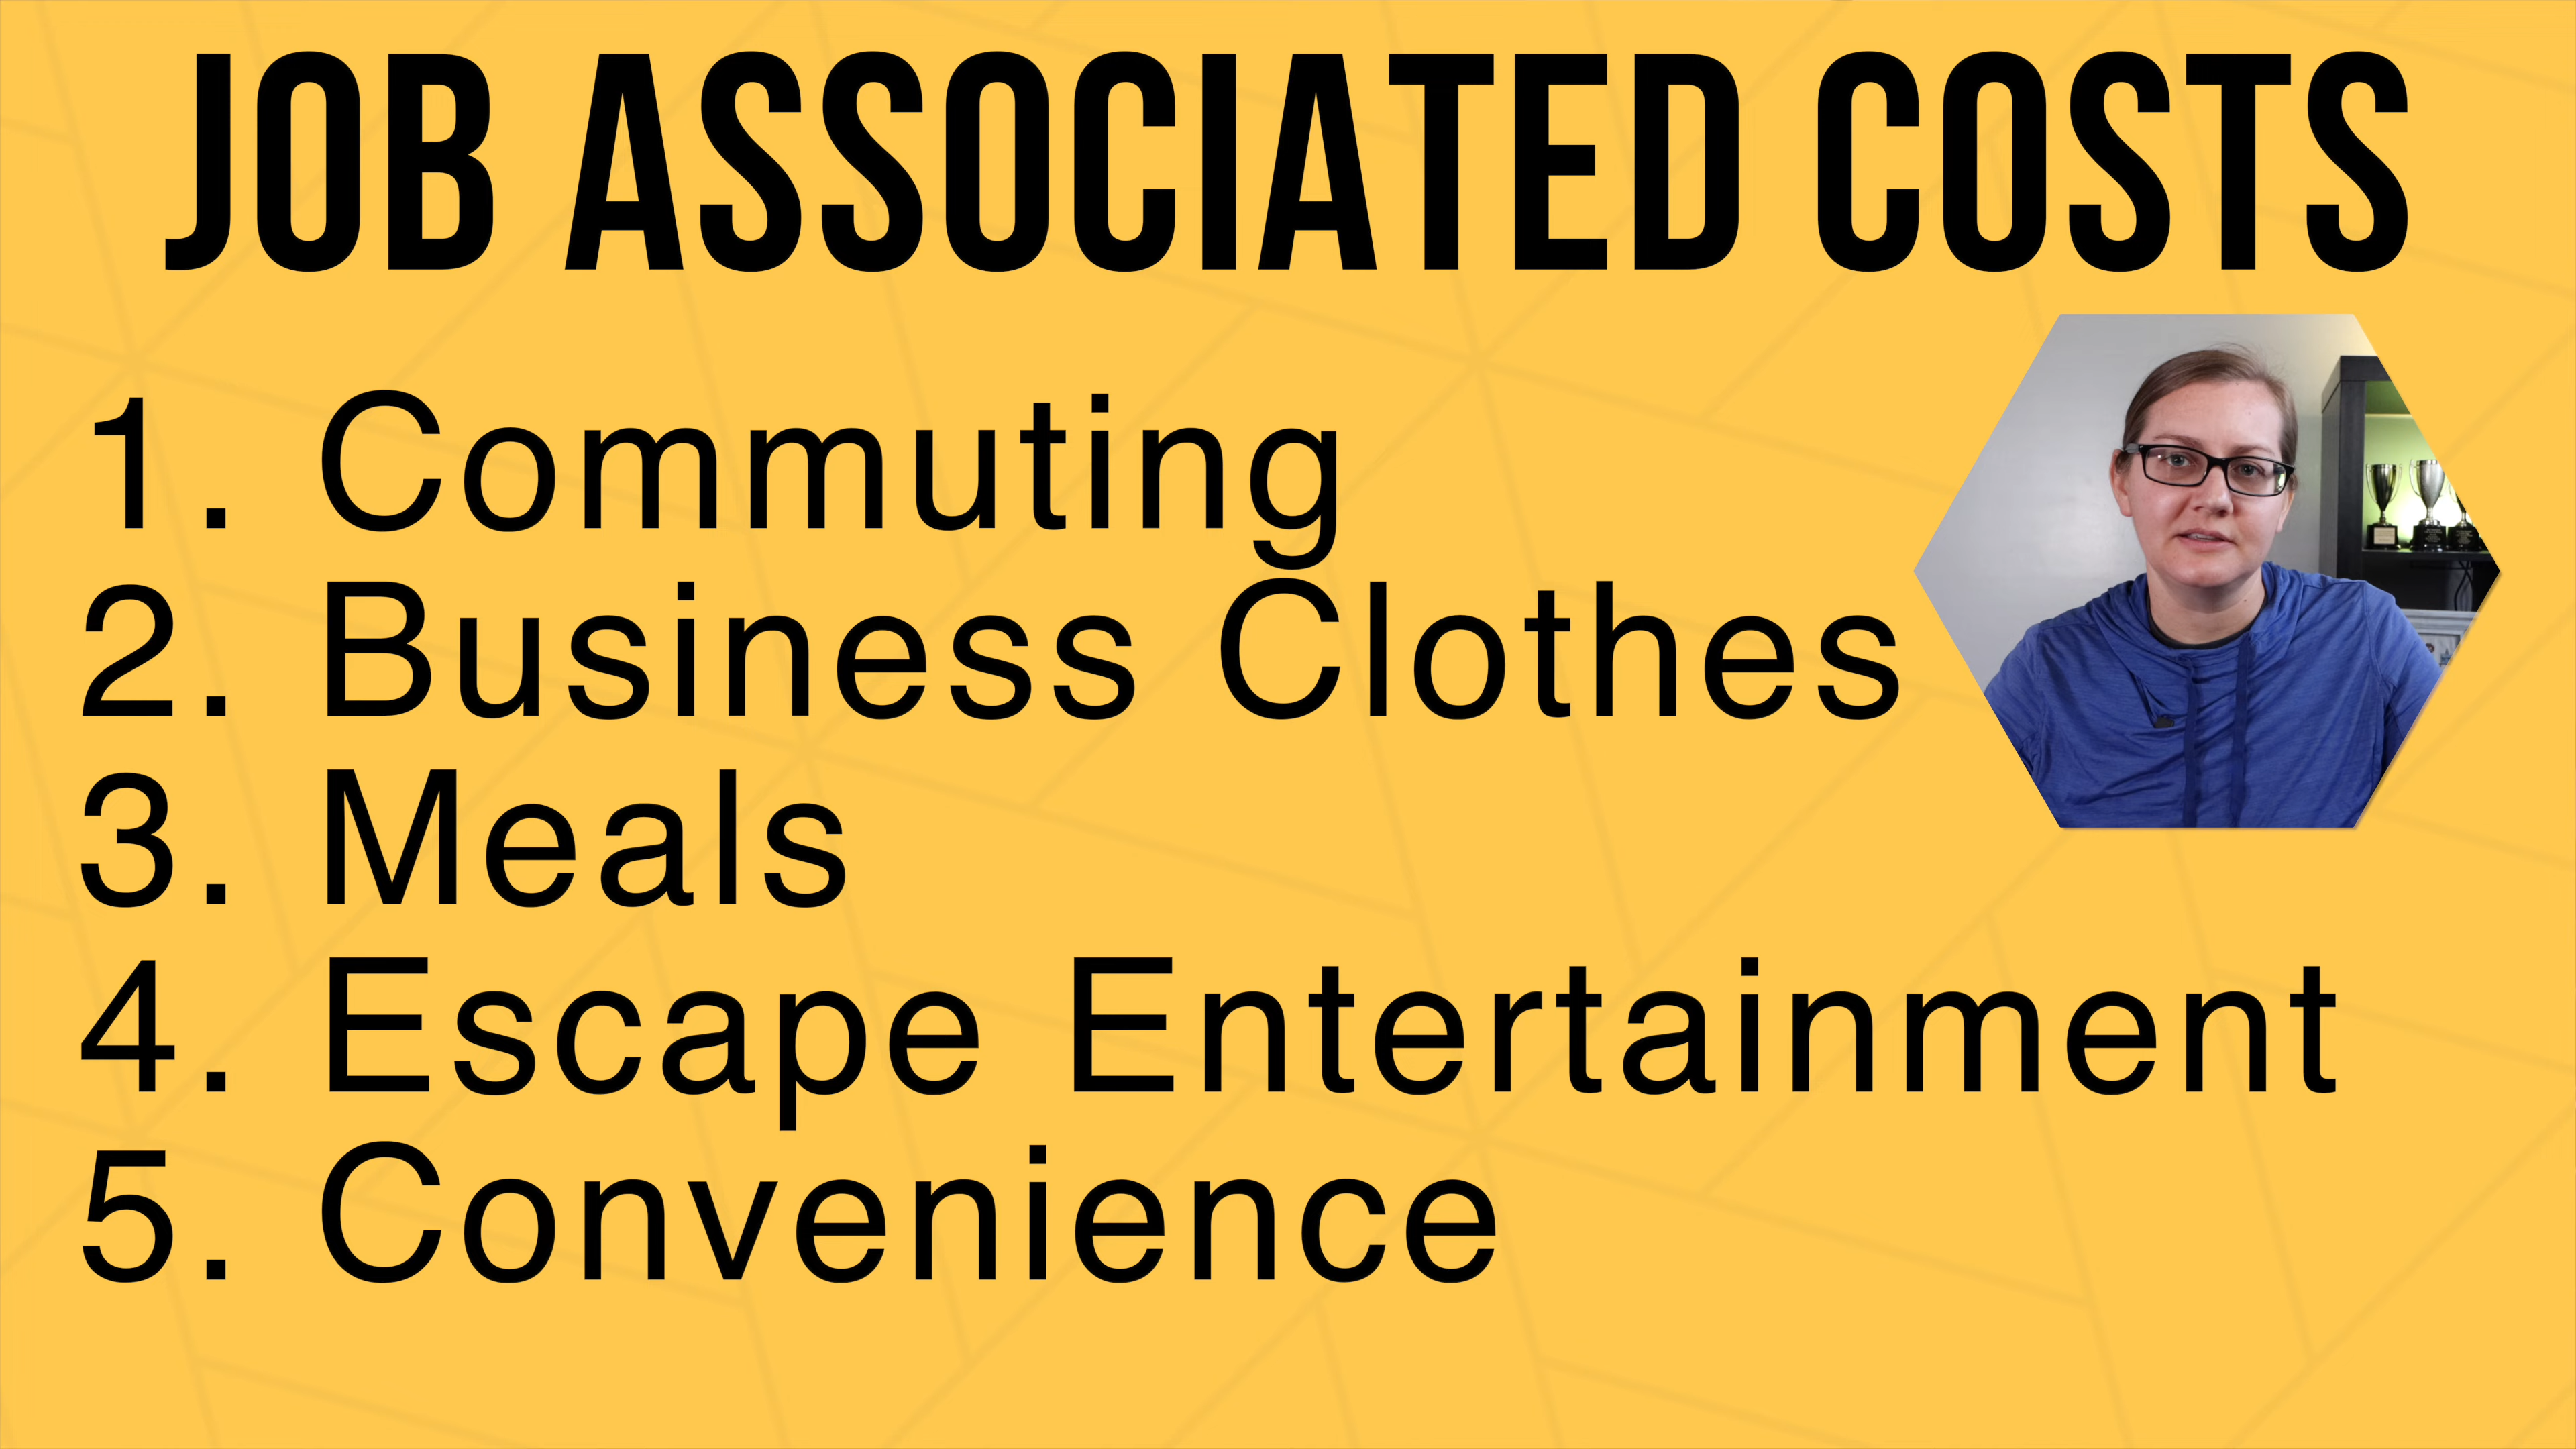 JOB ASSOCIATED COSTS
1. Commuting
2. Business Clothes
3. Meals
4. Escape Entertainment
5. Convenience